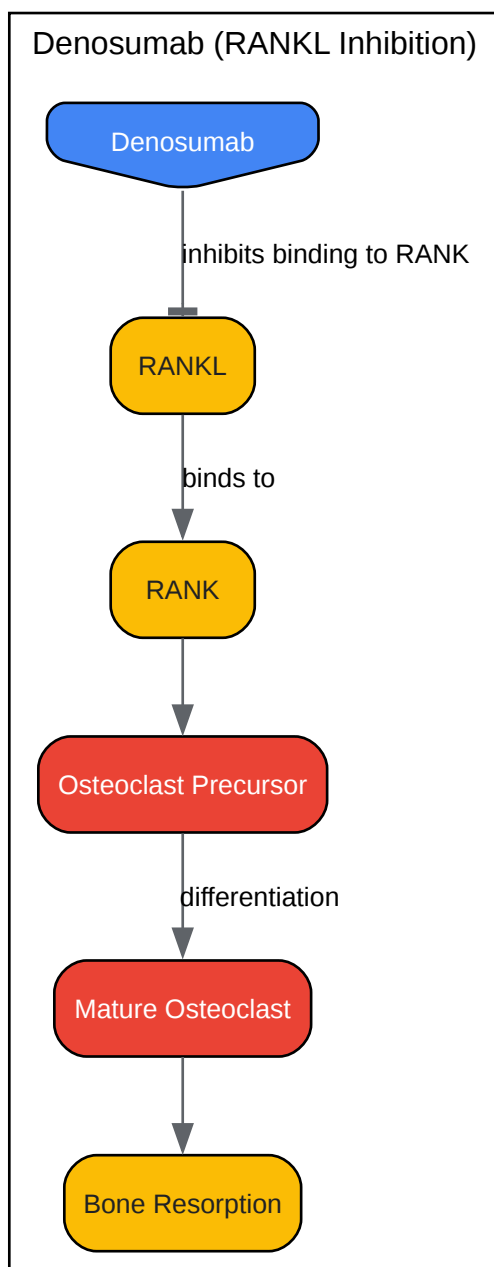 Denosumab (RANKL Inhibition)
Denosumab
inhibits binding to RANK
RANKL
binds to
RANK
Osteoclast Precursor
differentiation
Mature Osteoclast
Bone Resorption